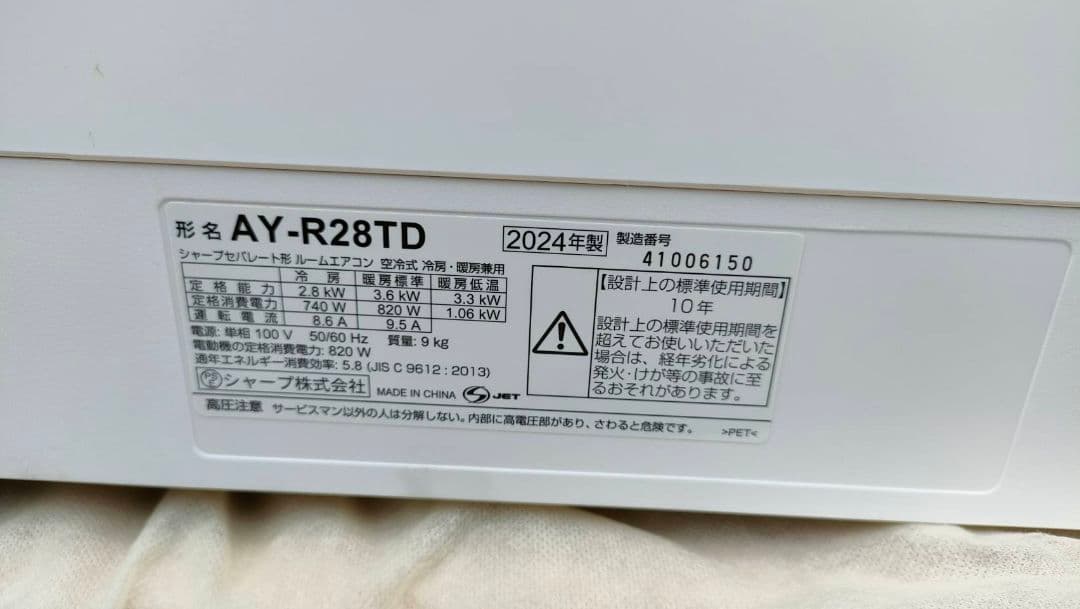 形名 AY-R28TD 2024年製 製造番号 41006150
シャープセパレート形 ルームエアコン 空冷式 冷房・暖房兼用
冷房 暖房標準 暖房低温
定格能力 2.8 kW 3.6 kW 3.3 kW
定格消費電力 740 W 820 W 1.06 kW
運転電流 8.6 A 9.5 A
電源: 単相 100 V 50/60 Hz 質量: 9 kg
電動機の定格消費電力: 820 W
通年エネルギー消費効率: 5.8 (JIS C 9612 : 2013)
PSE シャープ株式会社 MADE IN CHINA JET
【設計上の標準使用期間】
10年
設計上の標準使用期間を
超えてお使いいただいた
場合は、経年劣化による
発火・けが等の事故に至
るおそれがあります。
高圧注意 サービスマン以外の人は分解しない。内部に高電圧部があり、さわると危険です。 >PET<